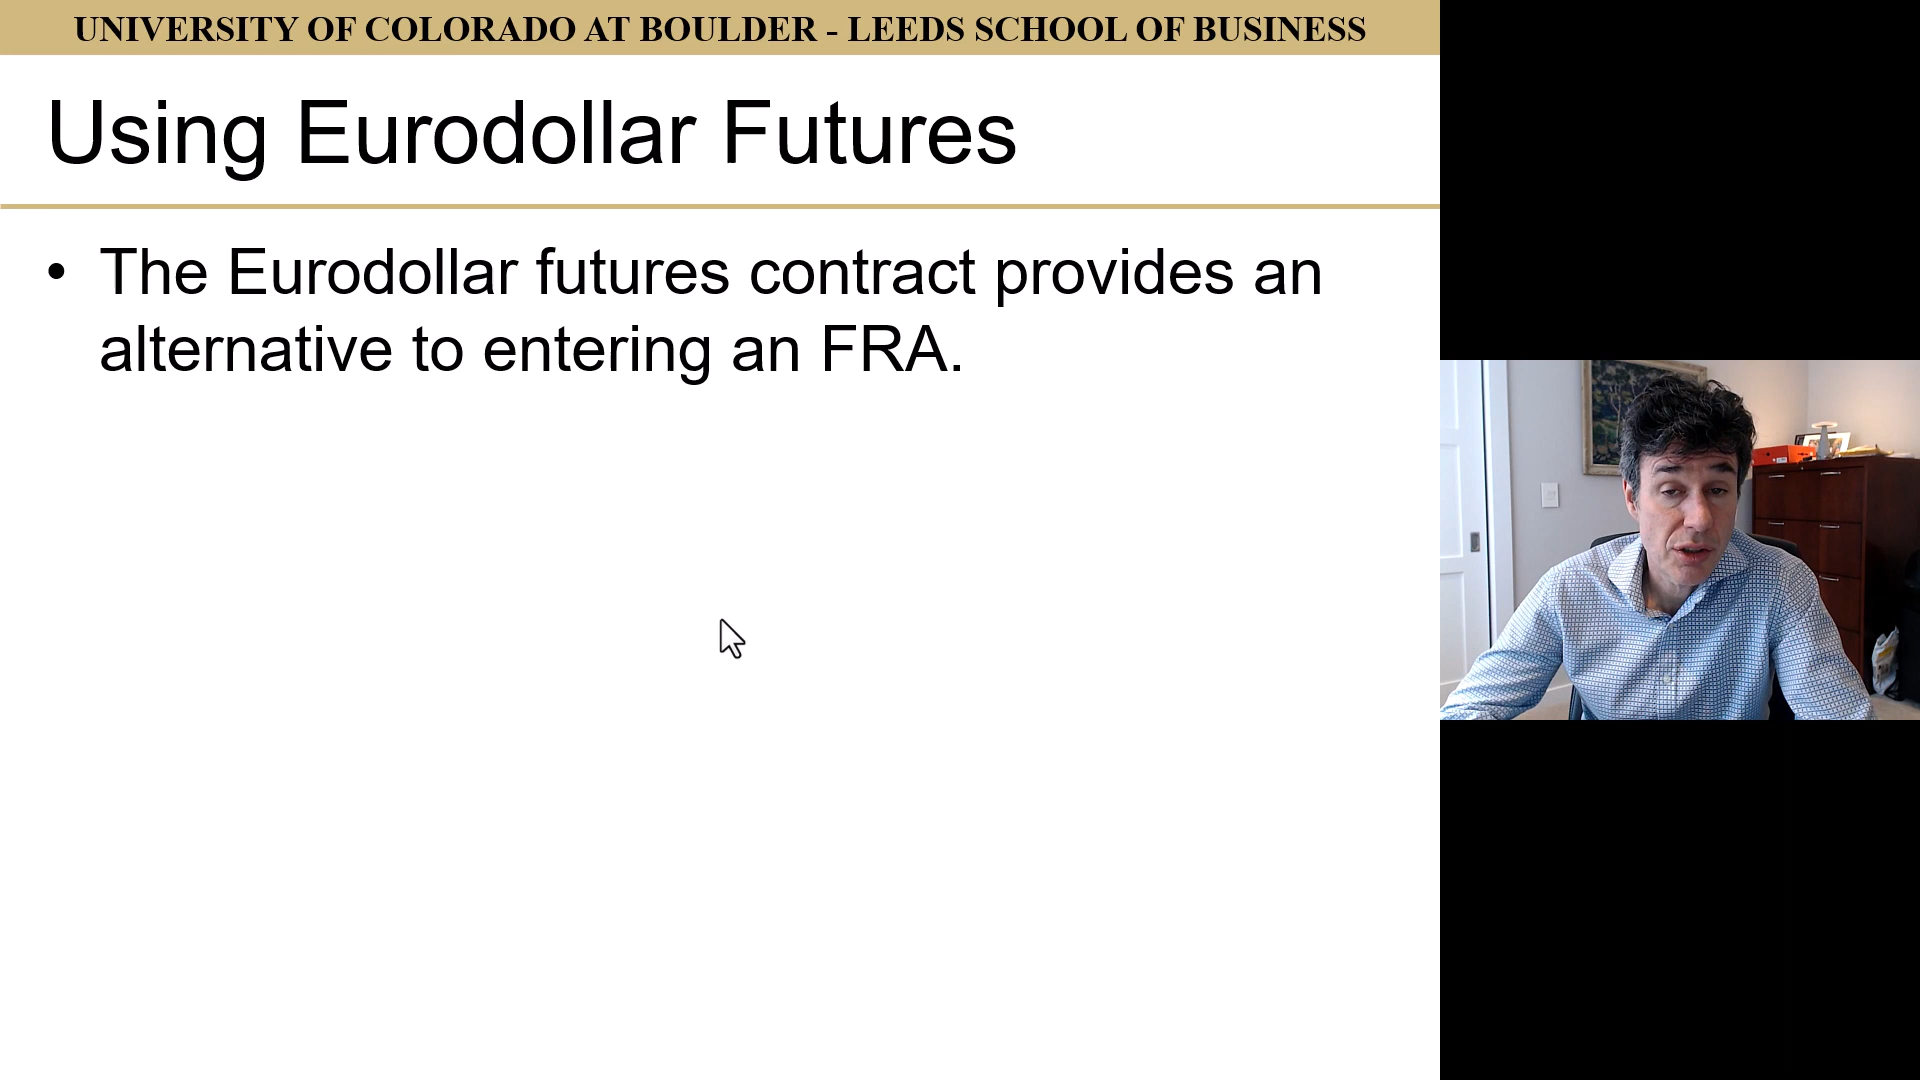 UNIVERSITY OF COLORADO AT BOULDER - LEEDS SCHOOL OF BUSINESS
Using Eurodollar Futures
• The Eurodollar futures contract provides an
alternative to entering an FRA.